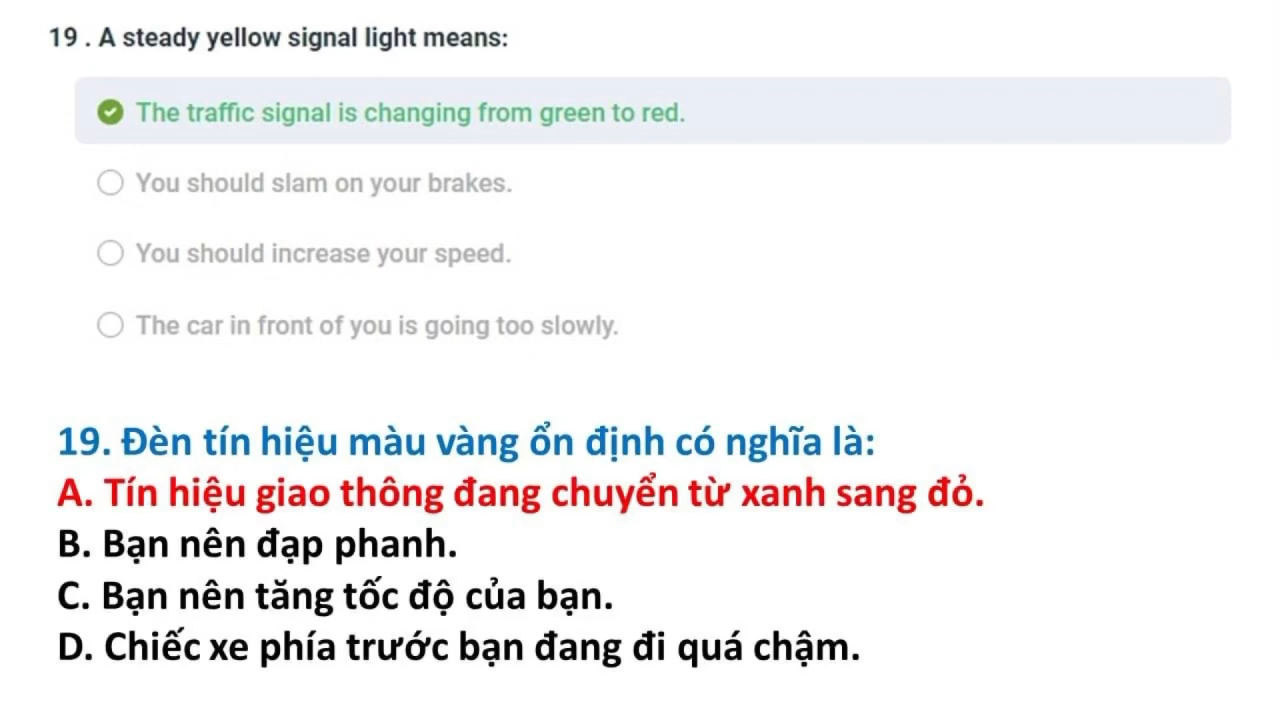 19 . A steady yellow signal light means:
The traffic signal is changing from green to red.
You should slam on your brakes.
You should increase your speed.
The car in front of you is going too slowly.
19. Đèn tín hiệu màu vàng ổn định có nghĩa là:
A. Tín hiệu giao thông đang chuyển từ xanh sang đỏ.
B. Bạn nên đạp phanh.
C. Bạn nên tăng tốc độ của bạn.
D. Chiếc xe phía trước bạn đang đi quá chậm.